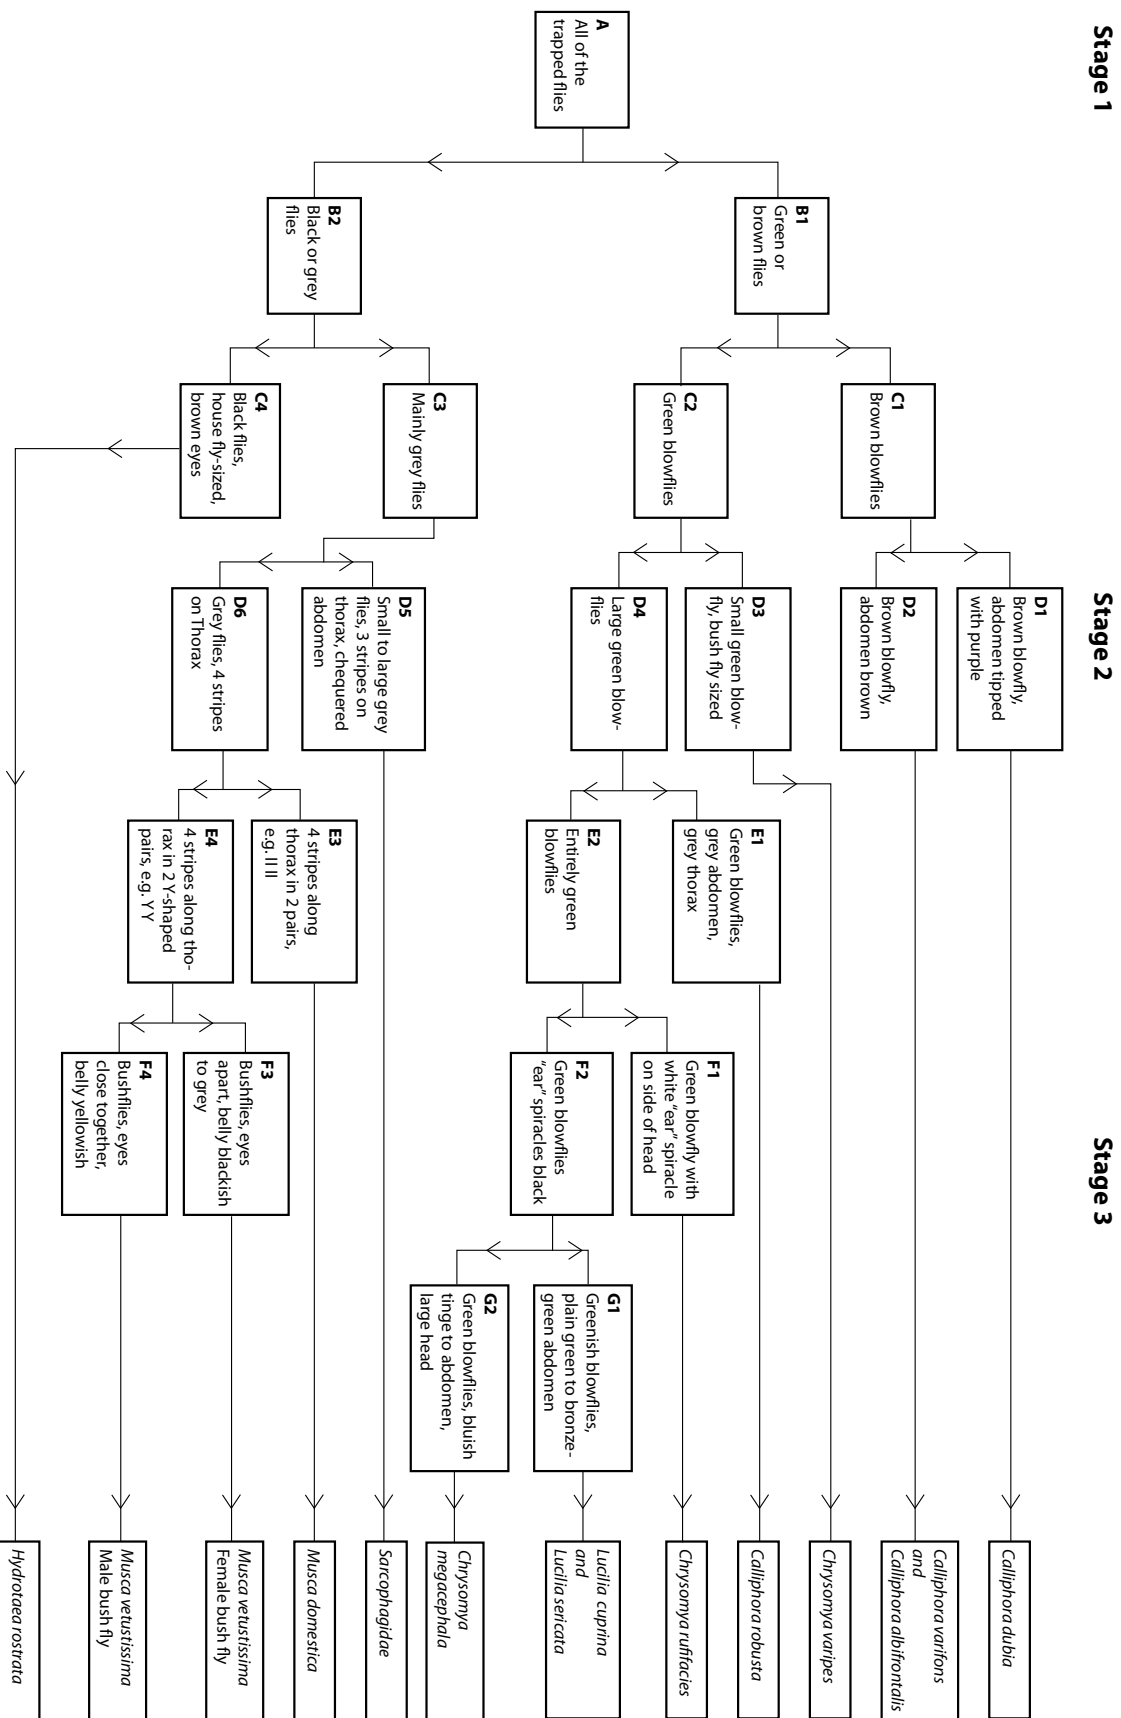 Stage 1
Stage 2
Stage 3
A
All of the
trapped flies
B1
Green or
brown flies
B2
Black or grey
flies
C1
Brown blowflies
C2
Green blowflies
C3
Mainly grey flies
C4
Black flies,
house fly-sized,
brown eyes
D1
Brown blowfly,
abdomen tipped
with purple
D2
Brown blowfly,
abdomen brown
D3
Small green blow-
fly, bush fly sized
D4
Large green blow-
flies
D5
Small to large grey
flies, 3 stripes on
thorax, chequered
abdomen
D6
Grey flies, 4 stripes
on Thorax
E1
Green blowflies,
grey abdomen,
grey thorax
E2
Entirely green
blowflies
E3
4 stripes along
thorax in 2 pairs,
e.g. II II
E4
4 stripes along tho-
rax in 2 Y-shaped
pairs, e.g. Y Y
F1
Green blowfly with
white “ear” spiracle
on side of head
F2
Green blowflies
“ear” spiracles black
F3
Bushflies, eyes
apart, belly blackish
to grey
F4
Bushflies, eyes
close together,
belly yellowish
G1
Greenish blowflies,
plain green to bronze-
green abdomen
G2
Green blowflies, bluish
tinge to abdomen,
large head
Calliphora dubia
Calliphora varifons
and
Calliphora albifrontalis
Chrysomya varipes
Calliphora robusta
Chrysomya rufifacies
Lucilia cuprina
and
Lucilia sericata
Chrysomya
megacephala
Sarcophagidae
Musca domestica
Musca vetustissima
Female bush fly
Musca vetustissima
Male bush fly
Hydrotaea rostrata